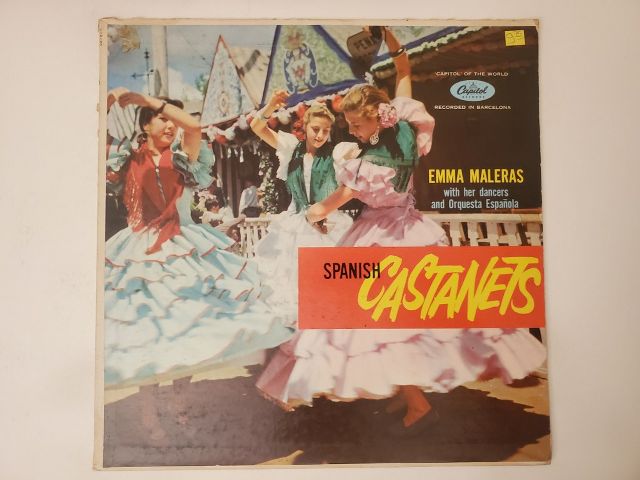 35
'CAPITOL' OF THE WORLD
Capitol
RECORDS
RECORDED IN BARCELONA
EMMA MALERAS
with her dancers
and Orquesta Española
SPANISH CASTANETS